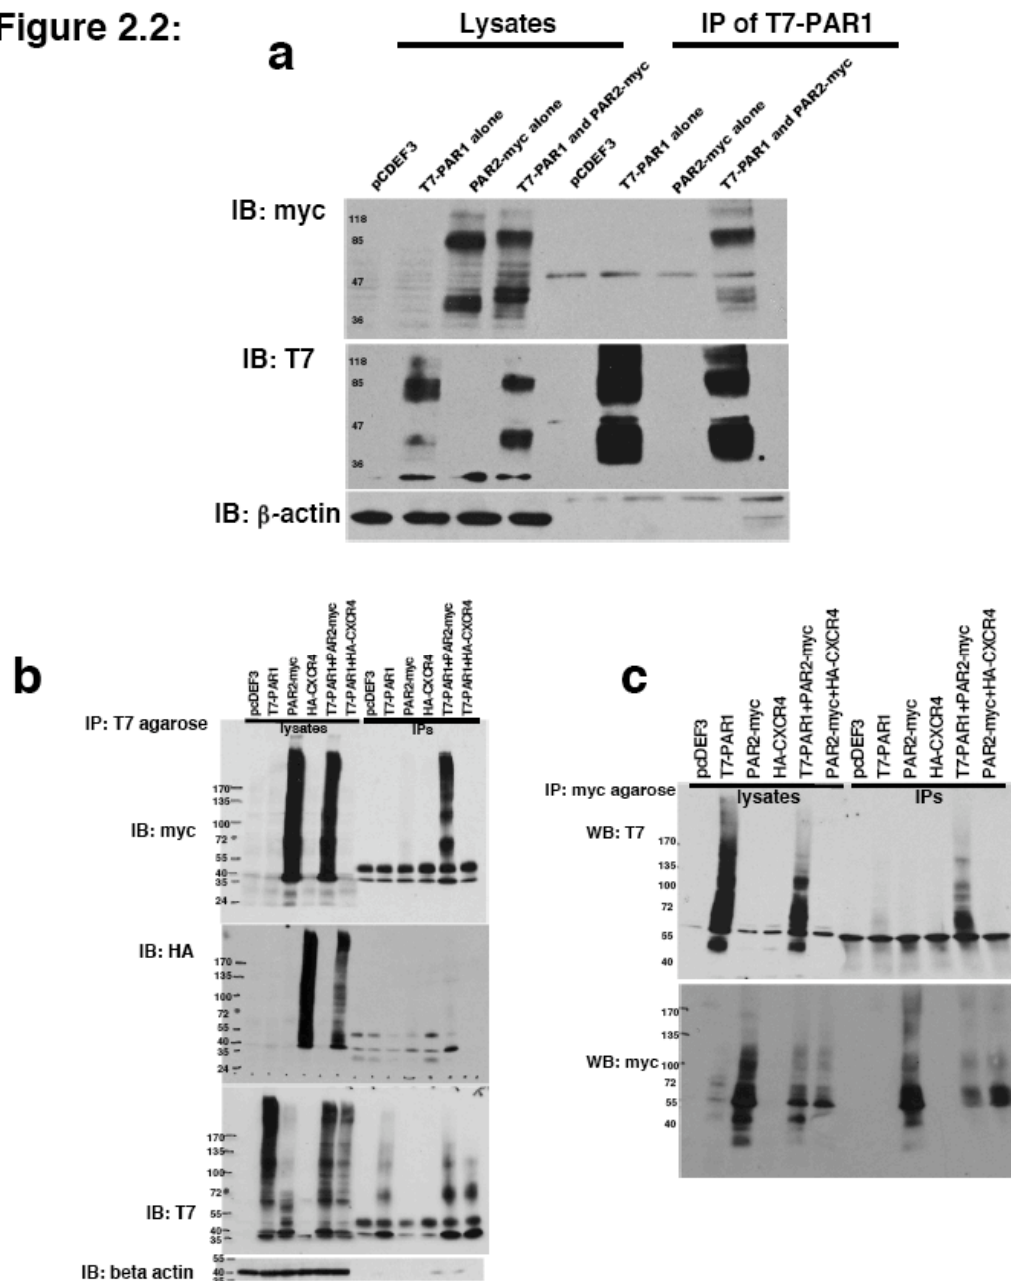 Figure 2.2:
a
Lysates
IP of T7-PAR1
pCDEF3
T7-PAR1 alone
PAR2-myc alone
T7-PAR1 and PAR2-myc
pCDEF3
T7-PAR1 alone
PAR2-myc alone
T7-PAR1 and PAR2-myc
IB: myc
118
85
47
36
IB: T7
118
85
47
36
IB: β-actin
b
pcDEF3
T7-PAR1
PAR2-myc
HA-CXCR4
T7-PAR1+PAR2-myc
T7-PAR1+HA-CXCR4
pcDEF3
T7-PAR1
PAR2-myc
HA-CXCR4
T7-PAR1+PAR2-myc
T7-PAR1+HA-CXCR4
IP: T7 agarose
lysates
IPs
IB: myc
170
135
100
72
55
40
35
24
IB: HA
170
135
100
72
55
40
35
24
IB: T7
170
135
100
72
55
40
35
IB: beta actin
55
40
35
c
pcDEF3
T7-PAR1
PAR2-myc
HA-CXCR4
T7-PAR1+PAR2-myc
PAR2-myc+HA-CXCR4
pcDEF3
T7-PAR1
PAR2-myc
HA-CXCR4
T7-PAR1+PAR2-myc
PAR2-myc+HA-CXCR4
IP: myc agarose
lysates
IPs
WB: T7
170
135
100
72
55
40
WB: myc
170
135
100
72
55
40